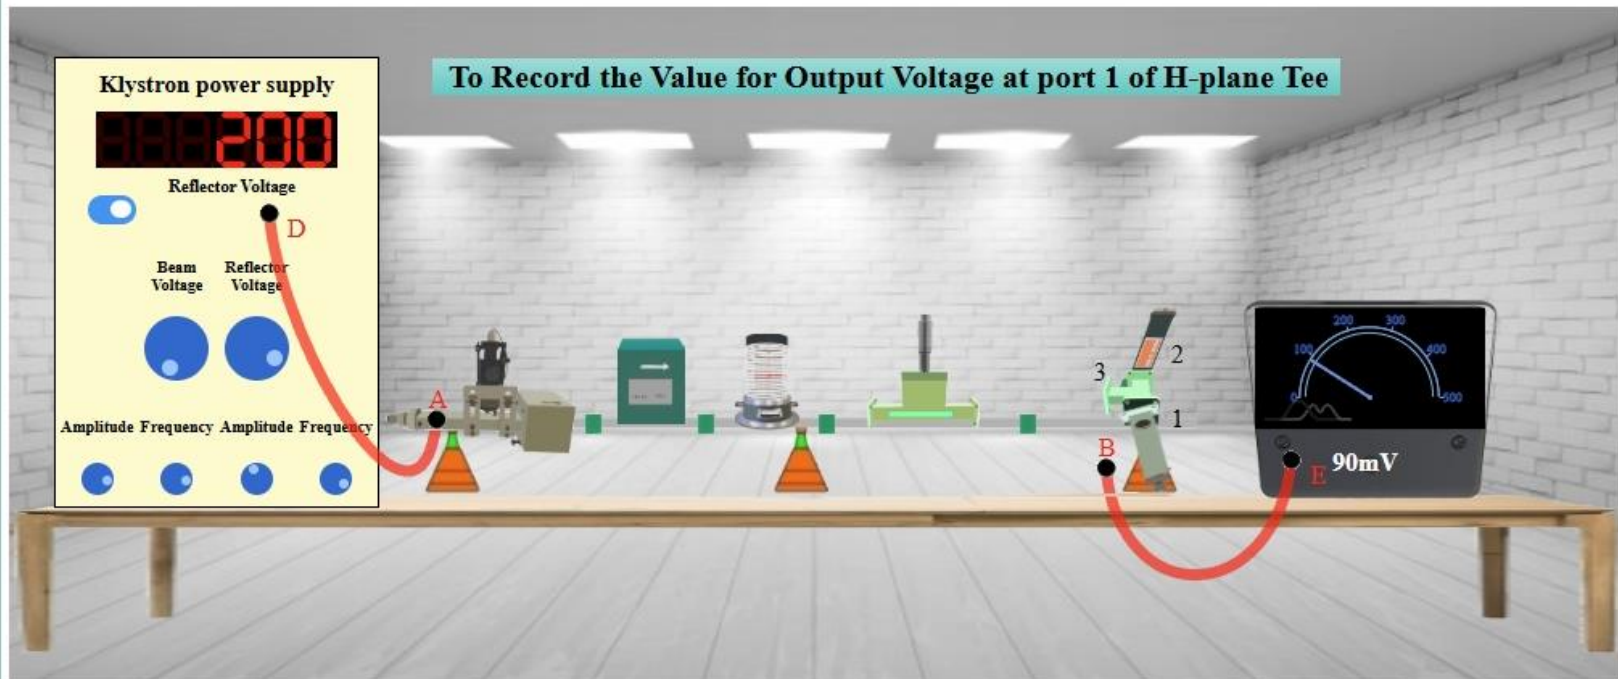 To Record the Value for Output Voltage at port 1 of H-plane Tee
Klystron power supply
200
Reflector Voltage
D
Beam Voltage
Reflector Voltage
Amplitude Frequency Amplitude Frequency
A
3
2
1
B
0
100
200
300
400
500
90mV
E